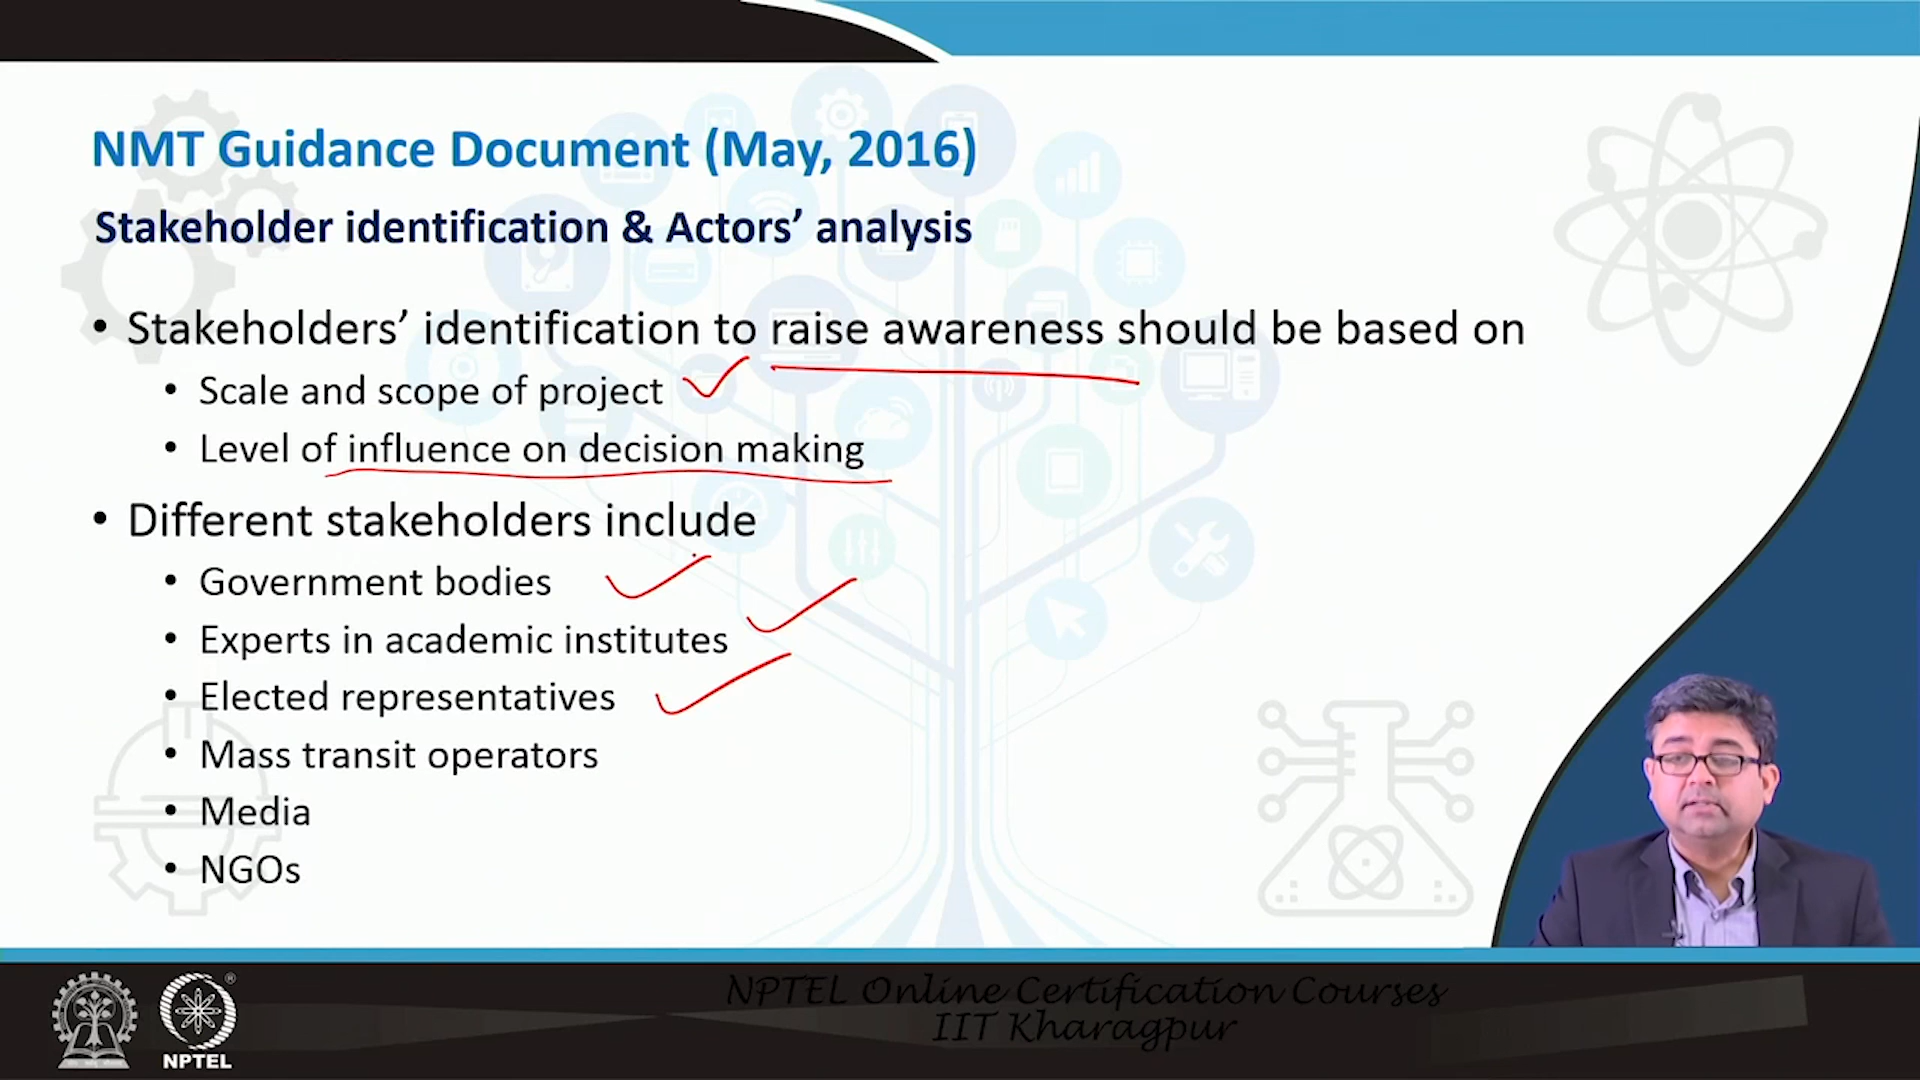 NMT Guidance Document (May, 2016)
Stakeholder identification & Actors’ analysis
• Stakeholders’ identification to raise awareness should be based on
• Scale and scope of project
• Level of influence on decision making
• Different stakeholders include
• Government bodies
• Experts in academic institutes
• Elected representatives
• Mass transit operators
• Media
• NGOs
NPTEL Online Certification Courses
IIT Kharagpur
®
NPTEL